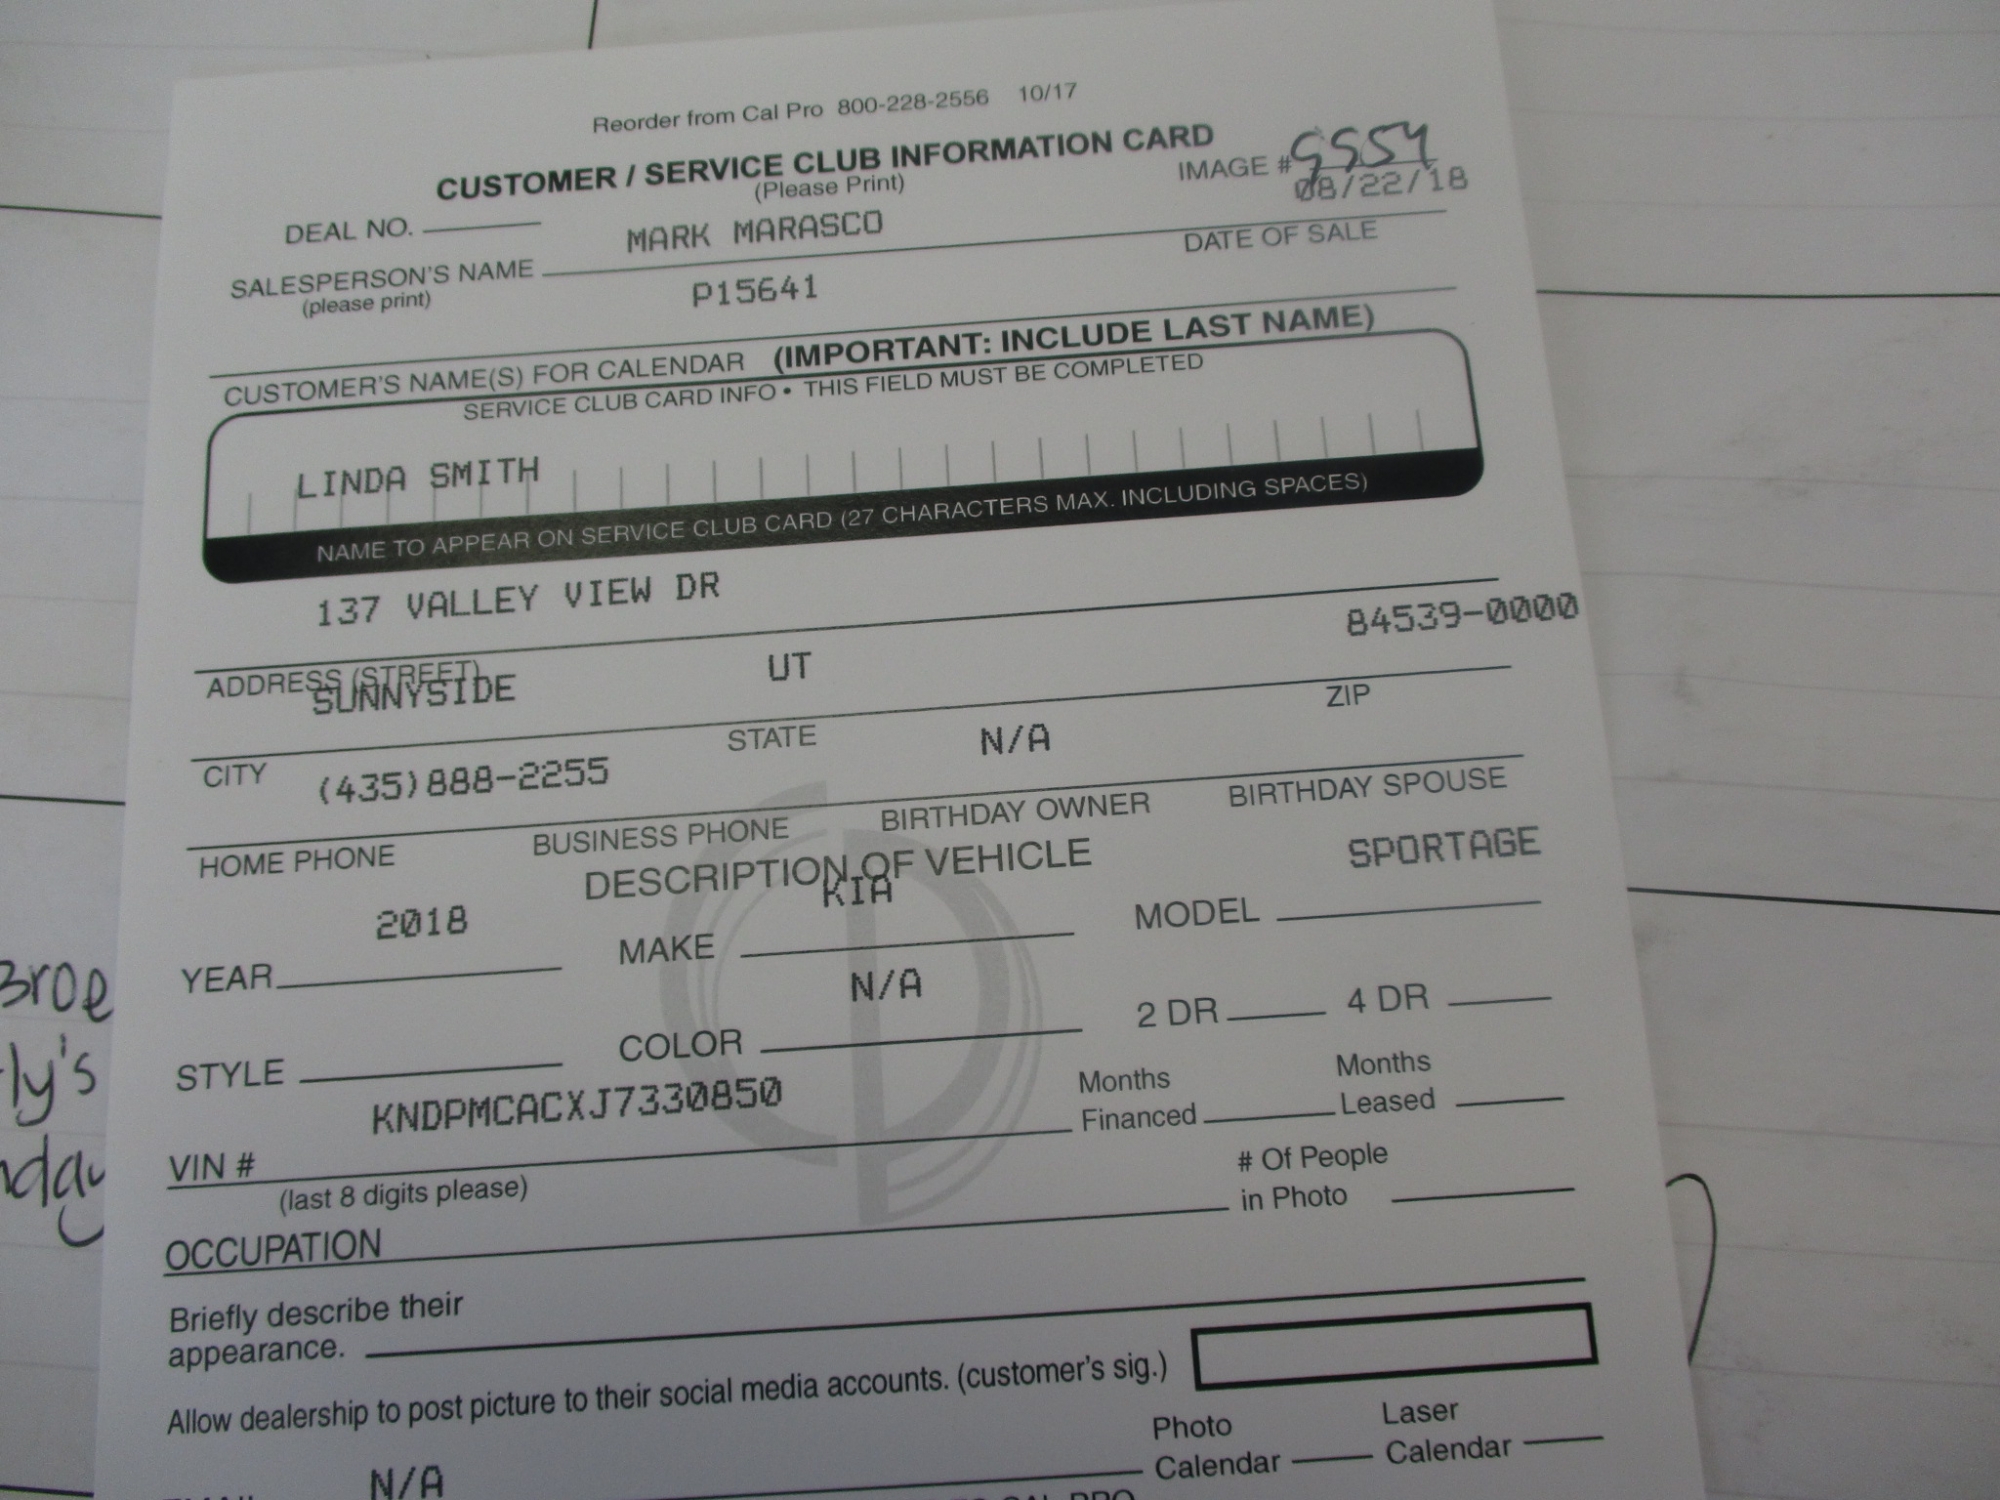 Reorder from Cal Pro 800-228-2556 10/17
CUSTOMER / SERVICE CLUB INFORMATION CARD
(Please Print)
IMAGE # 9554
08/22/18
DEAL NO.
MARK MARASCO
DATE OF SALE
SALESPERSON'S NAME
(please print)
P15641
CUSTOMER'S NAME(S) FOR CALENDAR (IMPORTANT: INCLUDE LAST NAME)
SERVICE CLUB CARD INFO • THIS FIELD MUST BE COMPLETED
LINDA SMITH
NAME TO APPEAR ON SERVICE CLUB CARD (27 CHARACTERS MAX. INCLUDING SPACES)
137 VALLEY VIEW DR
84539-0000
ADDRESS (STREET)
SUNNYSIDE UT
CITY STATE ZIP
(435)888-2255 N/A
HOME PHONE BUSINESS PHONE BIRTHDAY OWNER BIRTHDAY SPOUSE
DESCRIPTION OF VEHICLE
2018 KIA SPORTAGE
YEAR MAKE MODEL
N/A
STYLE COLOR 2 DR 4 DR
KNDPMCACXJ7330850
VIN #
(last 8 digits please)
Months Financed
Months Leased
OCCUPATION
# Of People in Photo
Briefly describe their
appearance.
Allow dealership to post picture to their social media accounts. (customer's sig.)
N/A
Photo Calendar
Laser Calendar